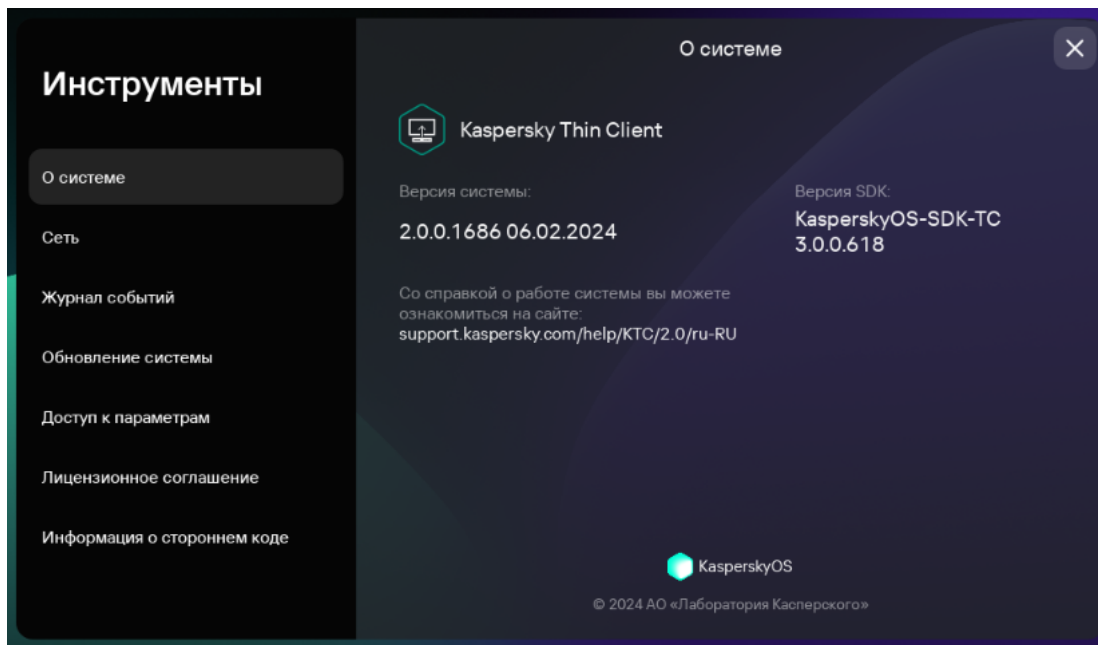 Инструменты
О системе
Сеть
Журнал событий
Обновление системы
Доступ к параметрам
Лицензионное соглашение
Информация о стороннем коде
О системе
Kaspersky Thin Client
Версия системы:
2.0.0.1686 06.02.2024
Версия SDK:
KasperskyOS-SDK-TC
3.0.0.618
Со справкой о работе системы вы можете
ознакомиться на сайте:
support.kaspersky.com/help/KTC/2.0/ru-RU
KasperskyOS
© 2024 АО «Лаборатория Касперского»